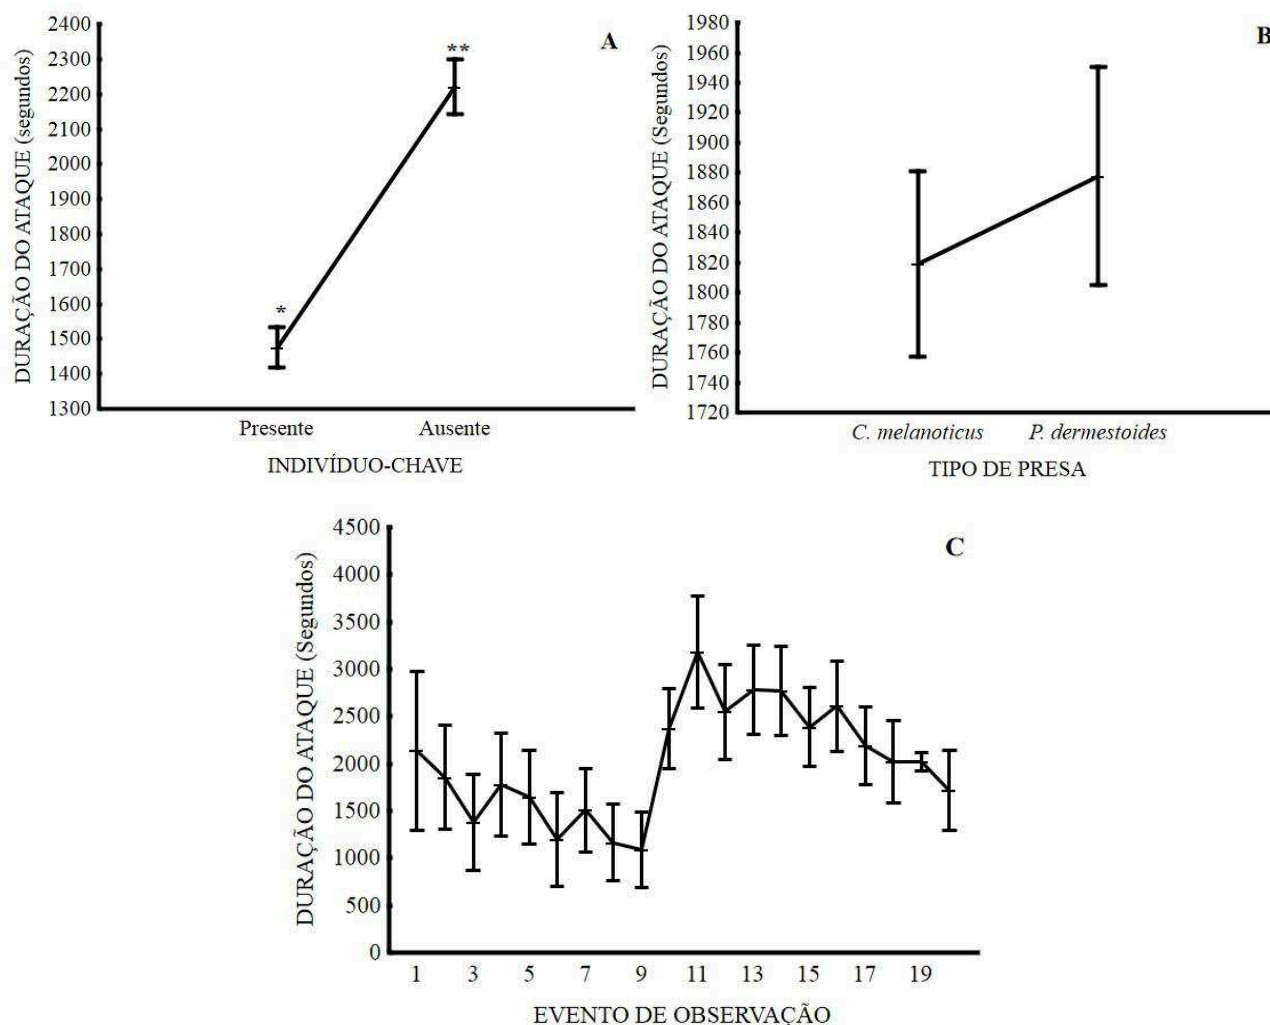 A
DURAÇÃO DO ATAQUE (segundos)
2400
2300
2200
2100
2000
1900
1800
1700
1600
1500
1400
1300
*
**
Presente
Ausente
INDIVÍDUO-CHAVE
B
DURAÇÃO DO ATAQUE (Segundos)
1980
1960
1940
1920
1900
1880
1860
1840
1820
1800
1780
1760
1740
1720
C. melanoticus
P. dermestoides
TIPO DE PRESA
C
DURAÇÃO DO ATAQUE (Segundos)
4500
4000
3500
3000
2500
2000
1500
1000
500
0
1 3 5 7 9 11 13 15 17 19
EVENTO DE OBSERVAÇÃO